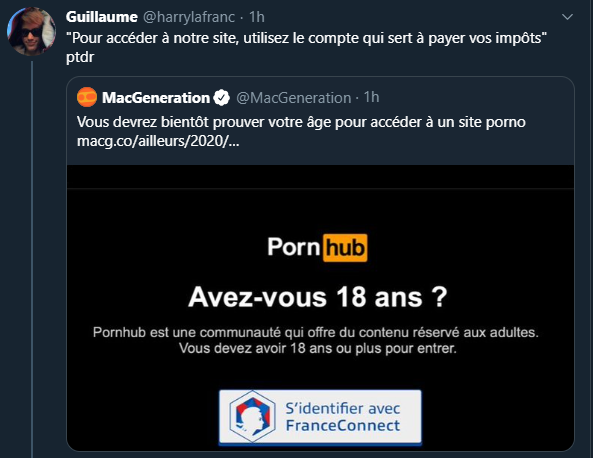 Guillaume @harrylafranc · 1h
"Pour accéder à notre site, utilisez le compte qui sert à payer vos impôts"
ptdr
MacGeneration @MacGeneration · 1h
Vous devrez bientôt prouver votre âge pour accéder à un site porno
macg.co/ailleurs/2020/...
Porn hub
Avez-vous 18 ans ?
Pornhub est une communauté qui offre du contenu réservé aux adultes.
Vous devez avoir 18 ans ou plus pour entrer.
S'identifier avec
FranceConnect